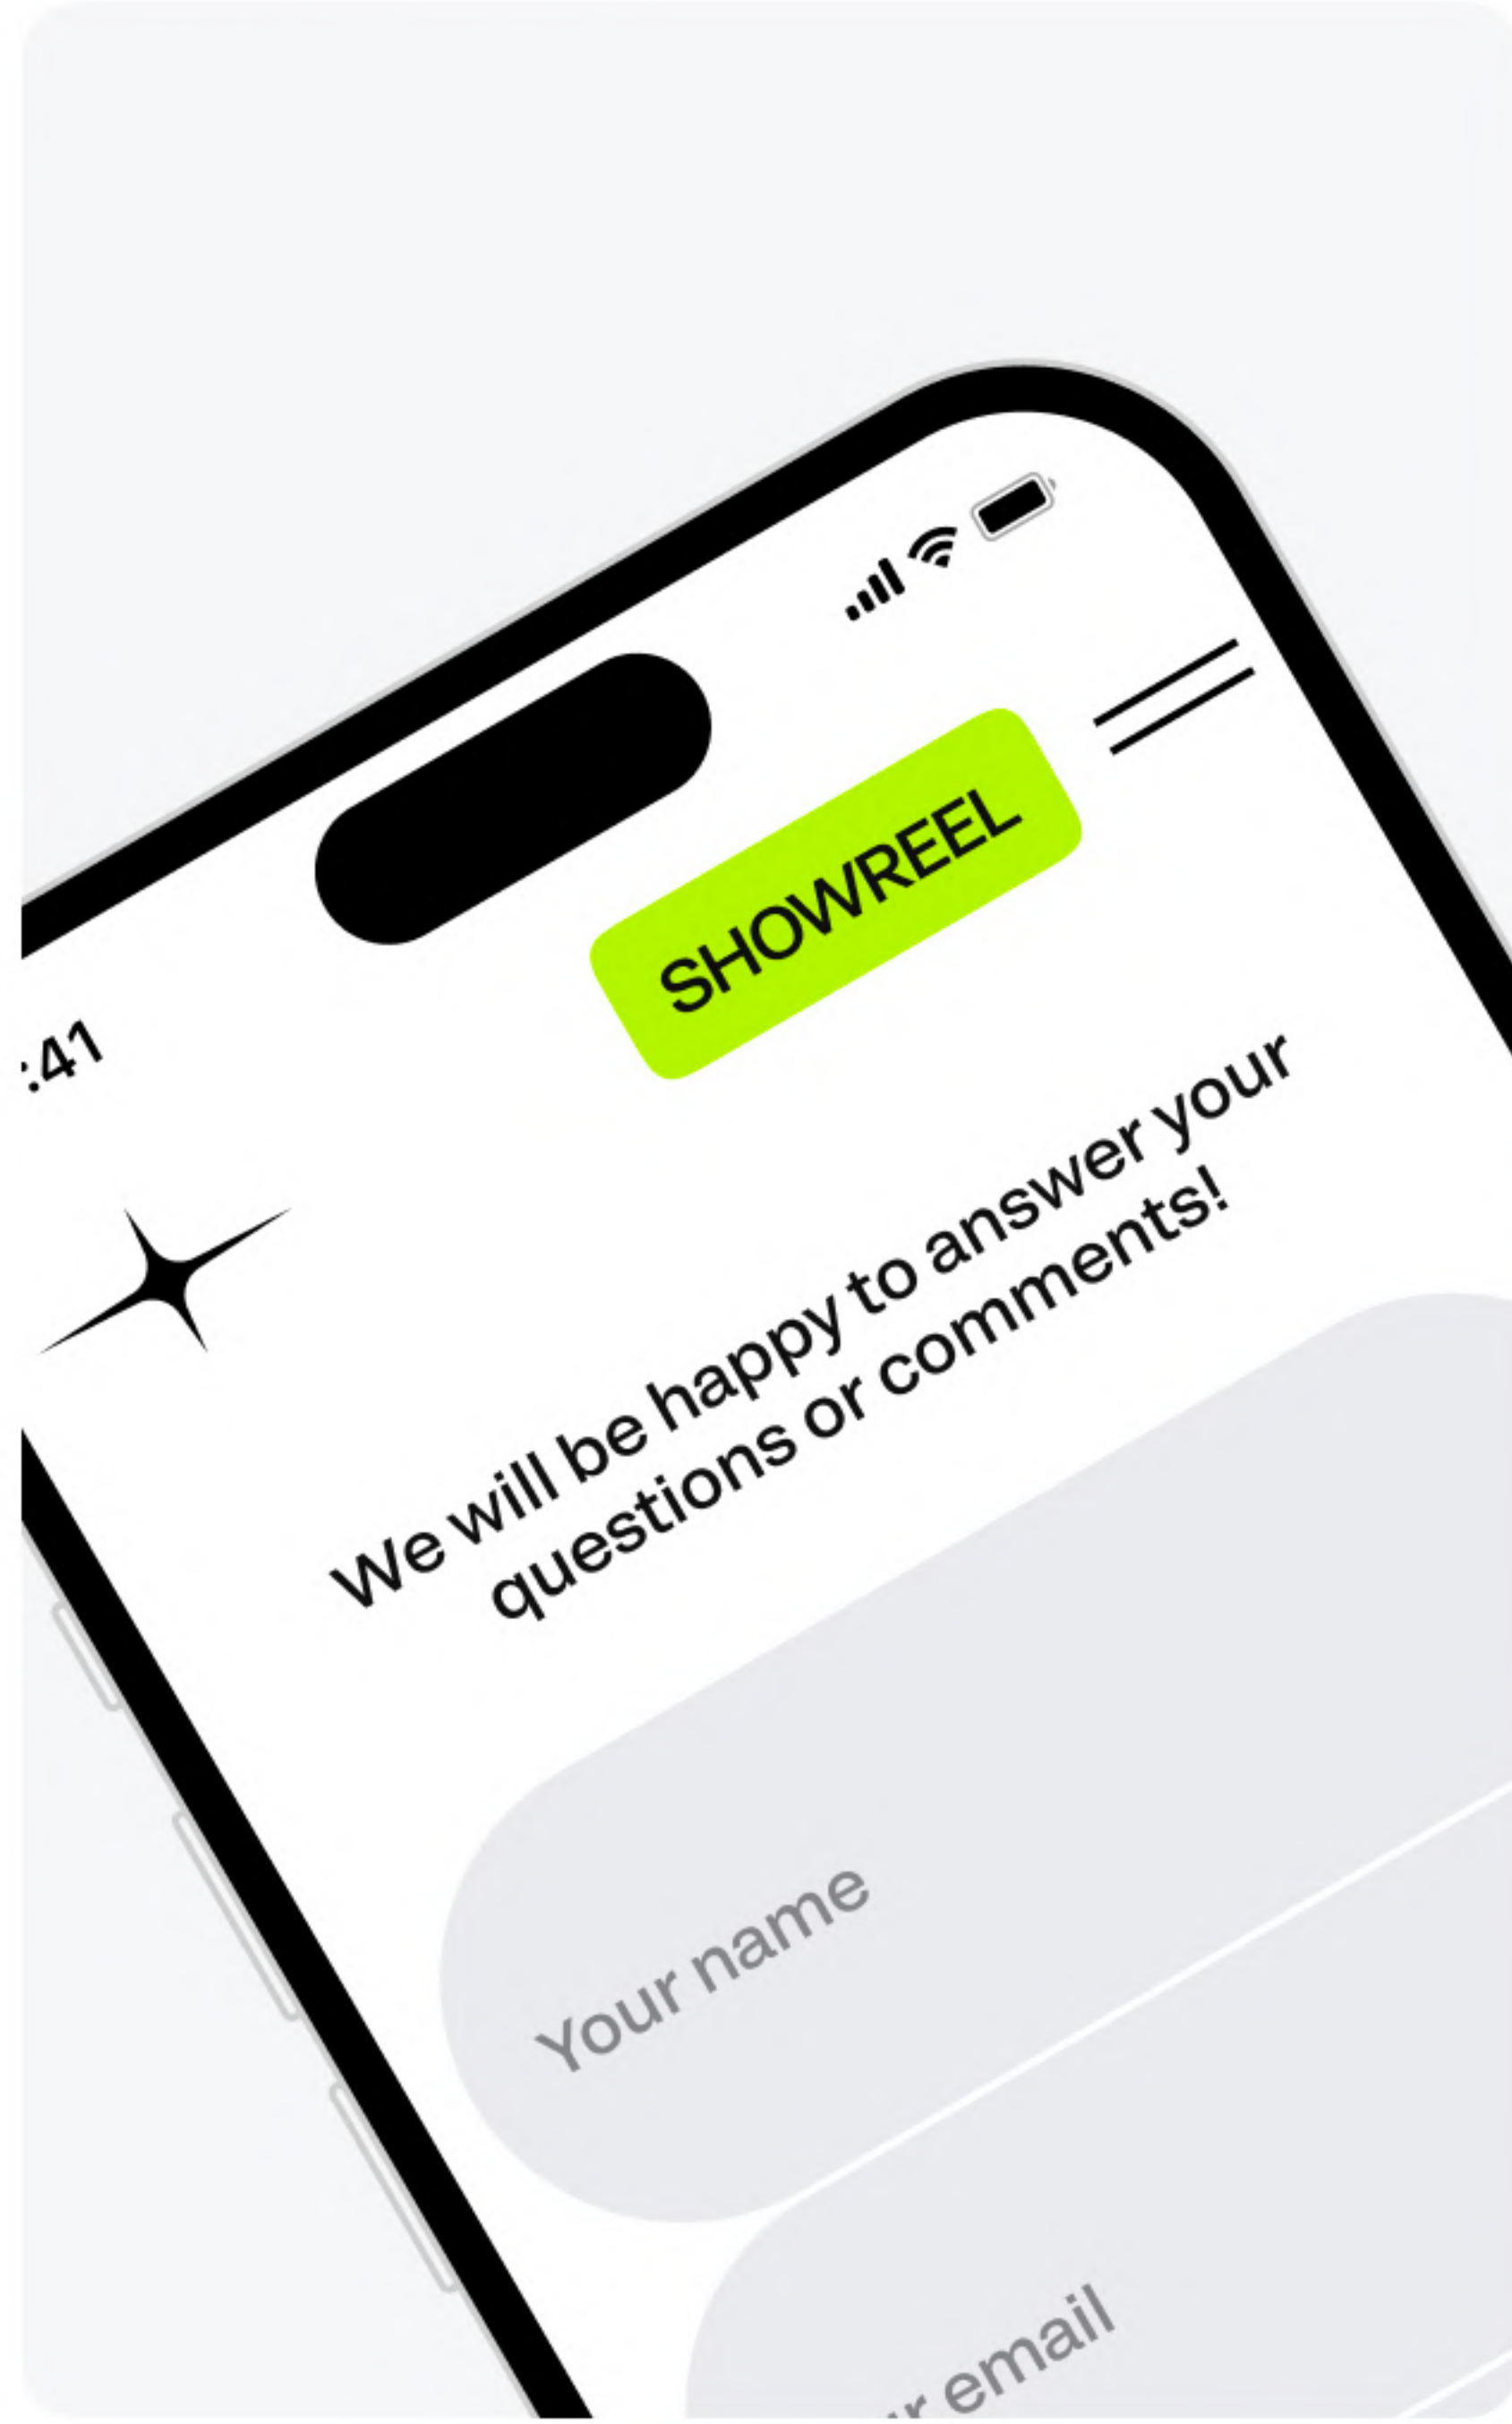 :41
SHOWREEL
We will be happy to answer your
questions or comments!
Your name
email